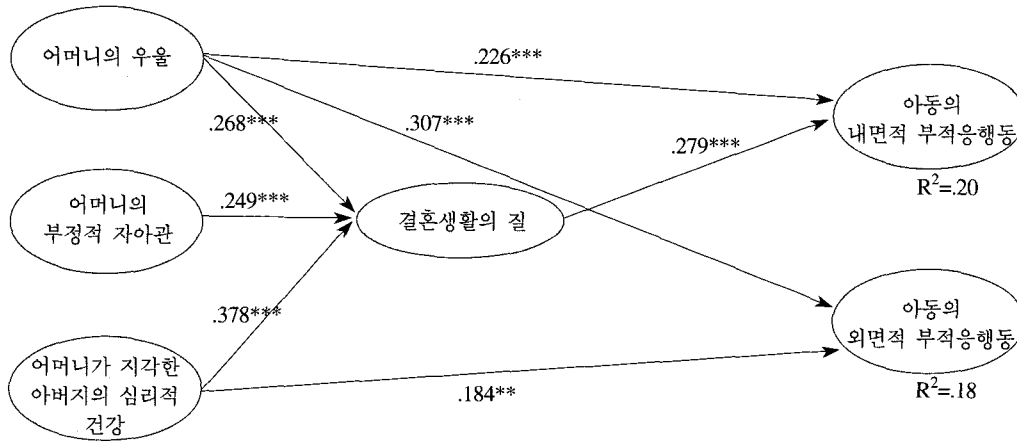 어머니의 우울
.226***
아동의
내면적 부적응행동
R²=.20
.268***
.307***
.279***
어머니의
부정적 자아관
.249***
결혼생활의 질
.378***
아동의
외면적 부적응행동
R²=.18
어머니가 지각한
아버지의 심리적
건강
.184**